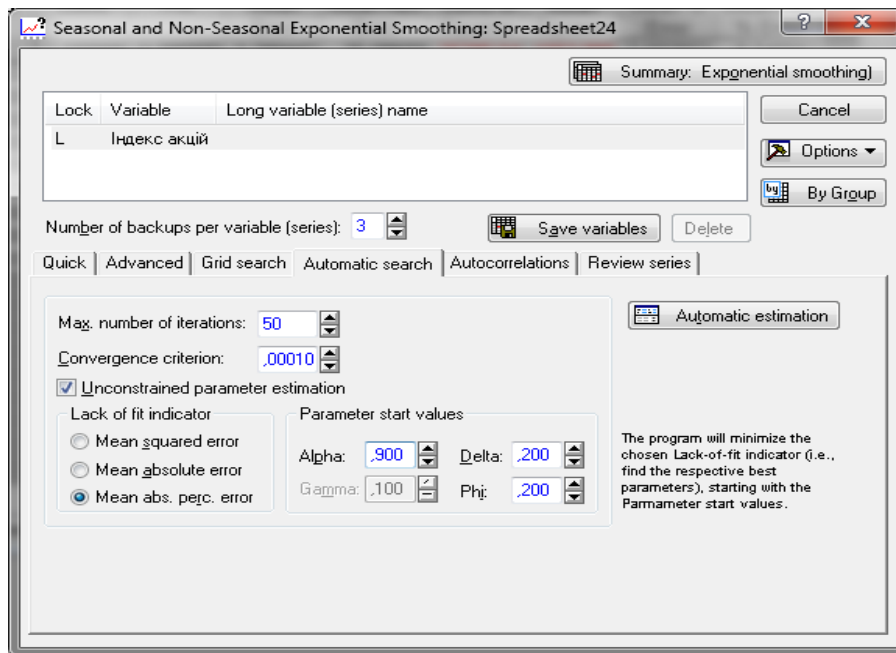 Seasonal and Non-Seasonal Exponential Smoothing: Spreadsheet24
? X
Summary: Exponential smoothing)
Lock Variable Long variable (series) name
L Індекс акцій
Cancel
Options
By Group
Number of backups per variable (series): 3
Save variables
Delete
Quick Advanced Grid search Automatic search Autocorrelations Review series
Max. number of iterations: 50
Convergence criterion: ,00010
Unconstrained parameter estimation
Automatic estimation
Lack of fit indicator
Mean squared error
Mean absolute error
Mean abs. perc. error
Parameter start values
Alpha: ,900 Delta: ,200
Gamma: ,100 Phi: ,200
The program will minimize the
chosen Lack-of-fit indicator (i.e.,
find the respective best
parameters), starting with the
Parmameter start values.